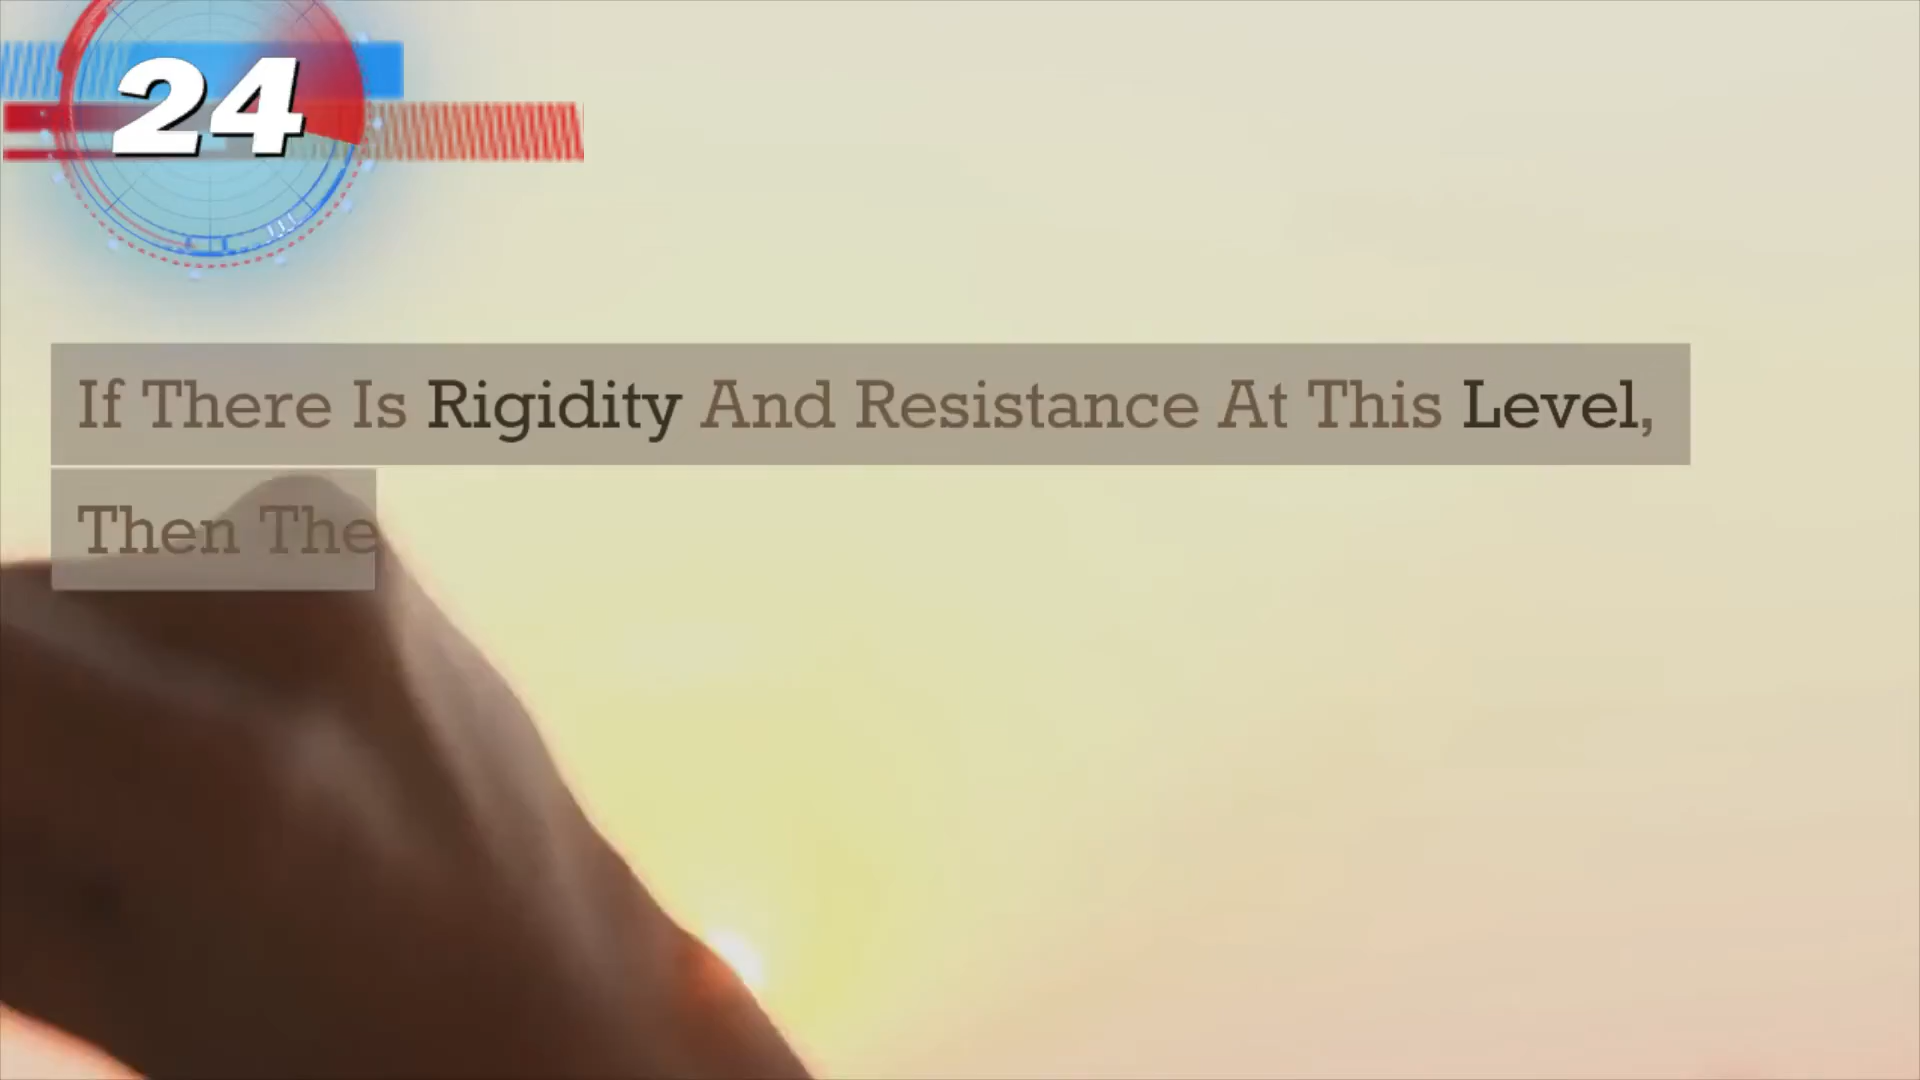 24
If There Is Rigidity And Resistance At This Level,
Then The